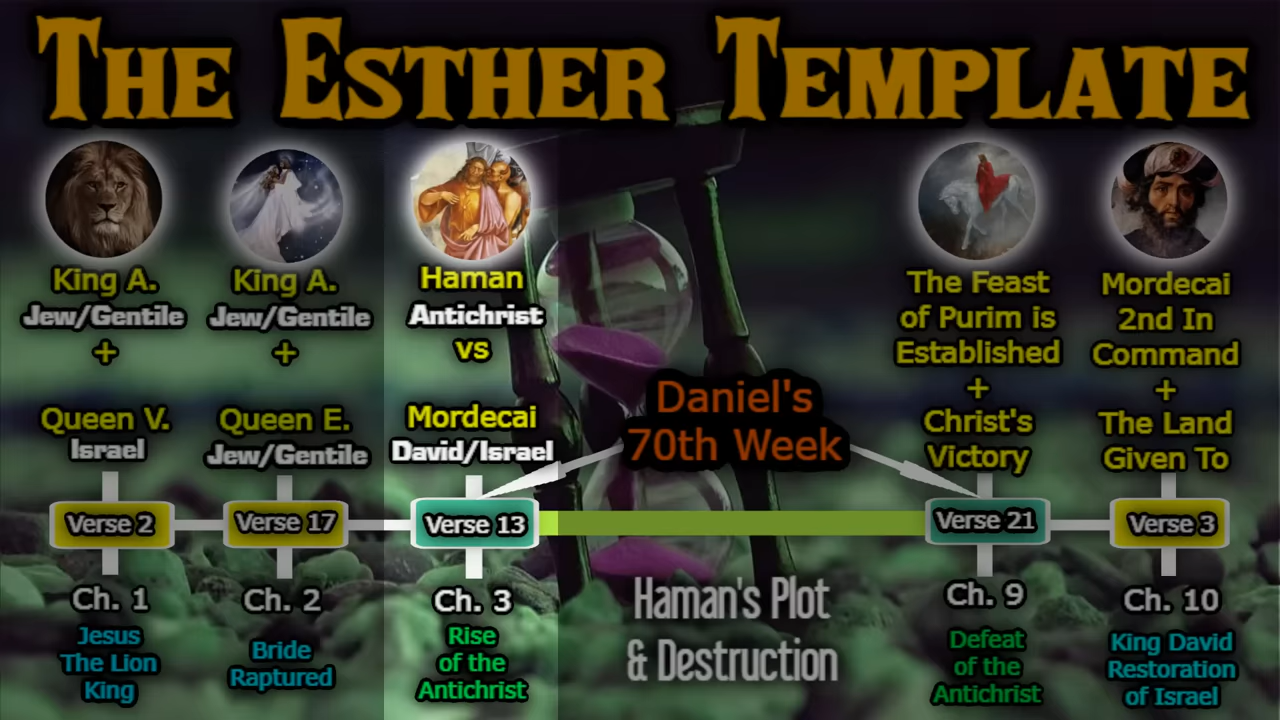 THE ESTHER TEMPLATE
King A.
Jew/Gentile
+
Queen V.
Israel
Verse 2
Ch. 1
Jesus
The Lion
King
King A.
Jew/Gentile
+
Queen E.
Jew/Gentile
Verse 17
Ch. 2
Bride
Raptured
Haman
Antichrist
vs
Mordecai
David/Israel
Verse 13
Ch. 3
Rise
of the
Antichrist
Daniel's
70th Week
Haman's Plot
& Destruction
The Feast
of Purim is
Established
+
Christ's
Victory
Verse 21
Ch. 9
Defeat
of the
Antichrist
Mordecai
2nd In
Command
+
The Land
Given To
Verse 3
Ch. 10
King David
Restoration
of Israel